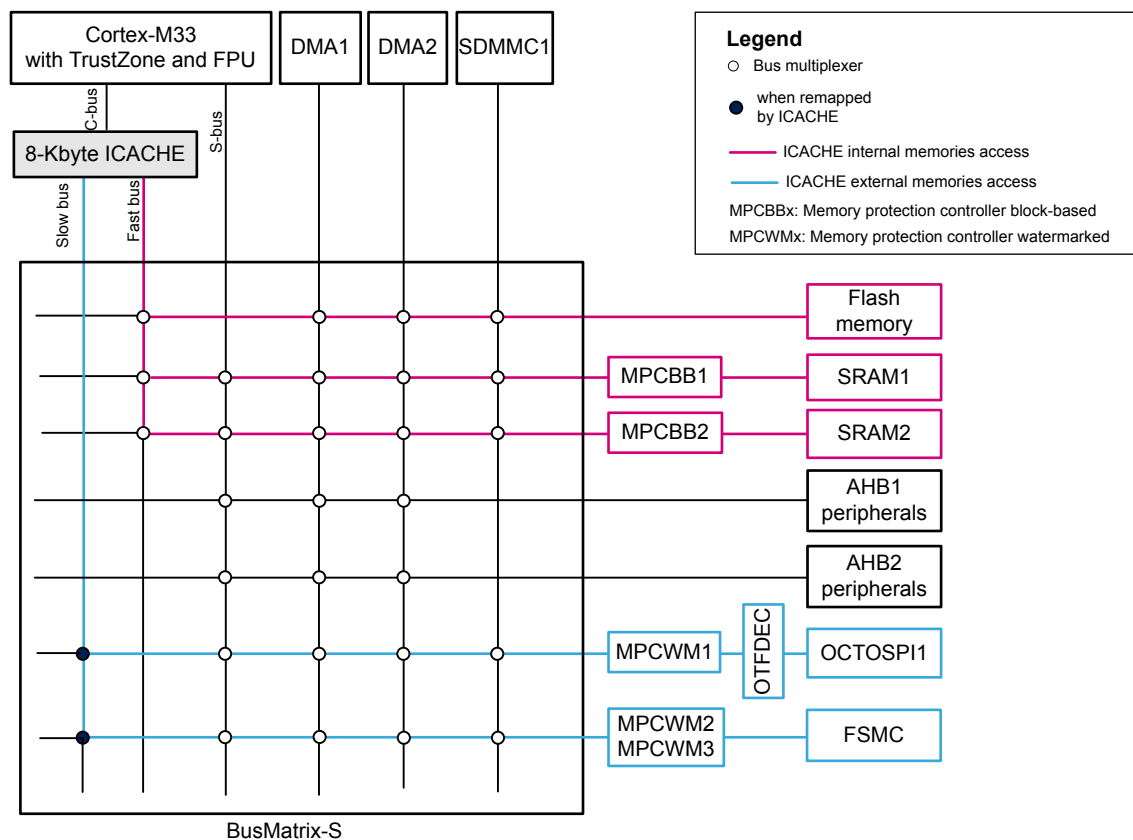 Cortex-M33
with TrustZone and FPU
DMA1
DMA2
SDMMC1
Legend
Bus multiplexer
when remapped
by ICACHE
ICACHE internal memories access
ICACHE external memories access
MPCBBx: Memory protection controller block-based
MPCWMx: Memory protection controller watermarked
C-bus
S-bus
8-Kbyte ICACHE
Slow bus
Fast bus
Flash
memory
MPCBB1
SRAM1
MPCBB2
SRAM2
AHB1
peripherals
AHB2
peripherals
MPCWM1
OTFDEC
OCTOSPI1
MPCWM2
MPCWM3
FSMC
BusMatrix-S